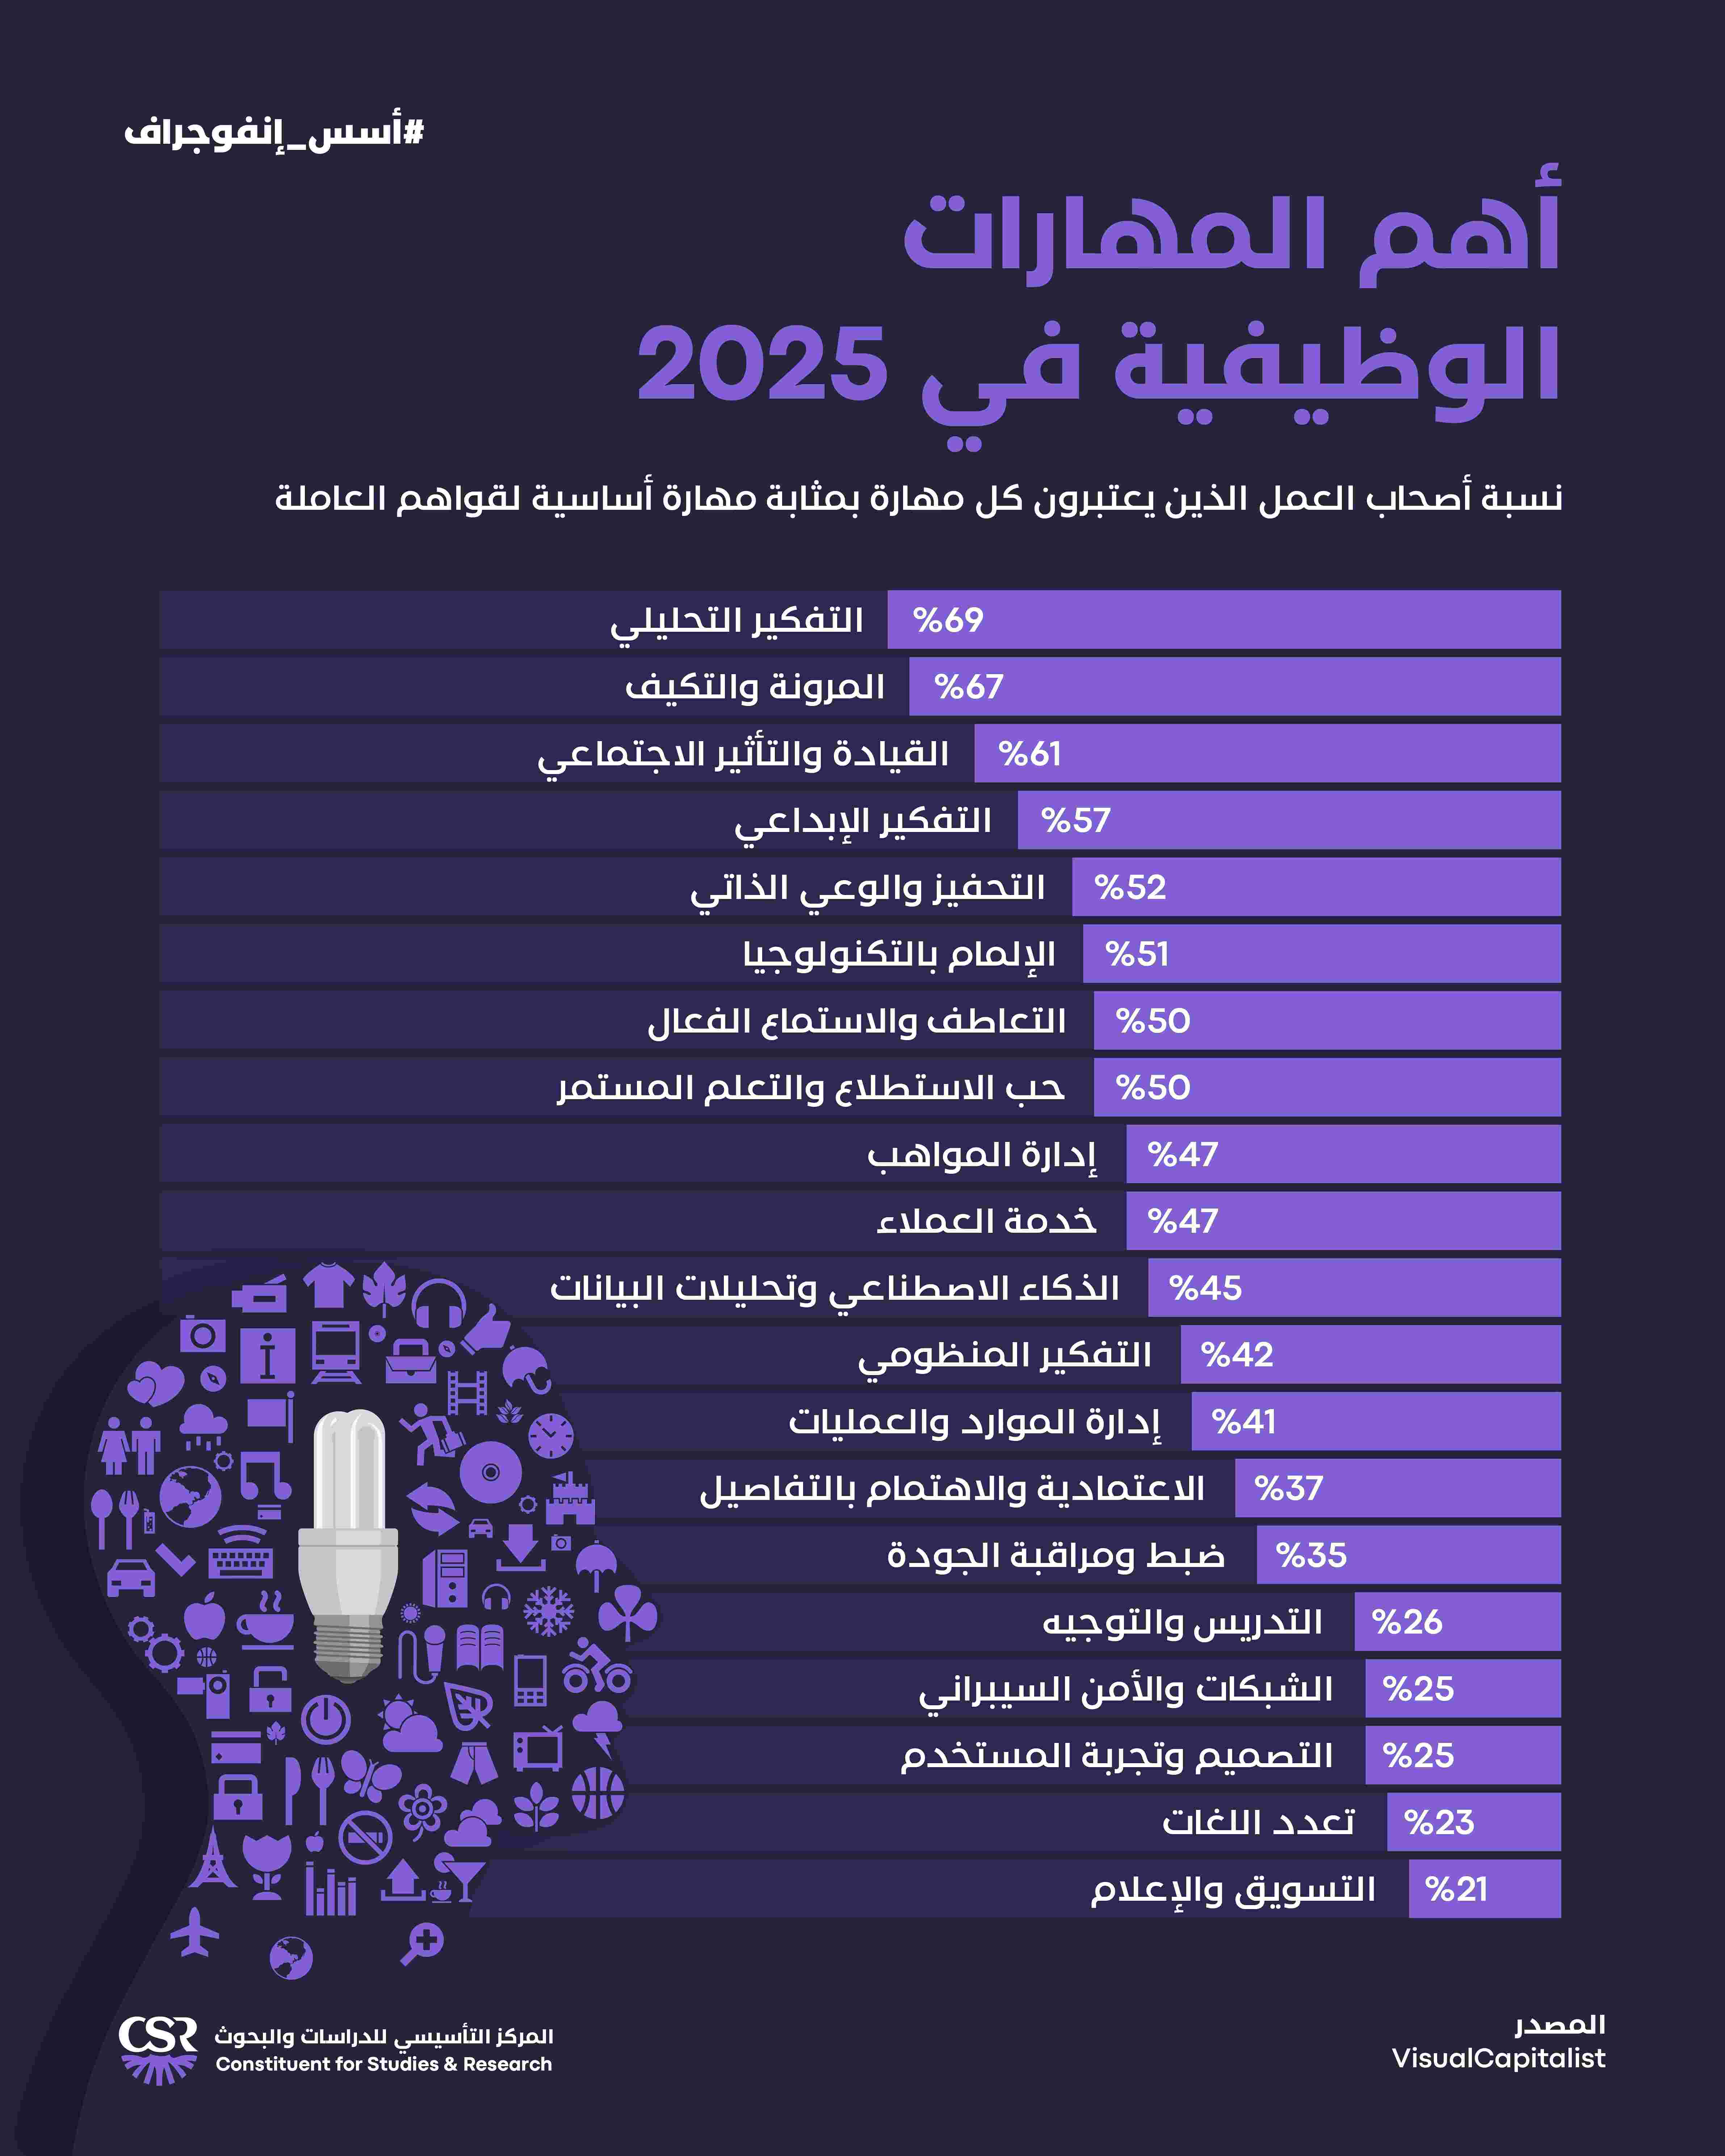 #أسس_إنفوجراف
أهم المهارات
الوظيفية في 2025
نسبة أصحاب العمل الذين يعتبرون كل مهارة بمثابة مهارة أساسية لقواهم العاملة
%69 التفكير التحليلي
%67 المرونة والتكيف
%61 القيادة والتأثير الاجتماعي
%57 التفكير الإبداعي
%52 التحفيز والوعي الذاتي
%51 الإلمام بالتكنولوجيا
%50 التعاطف والاستماع الفعال
%50 حب الاستطلاع والتعلم المستمر
%47 إدارة المواهب
%47 خدمة العملاء
%45 الذكاء الاصطناعي وتحليلات البيانات
%42 التفكير المنظومي
%41 إدارة الموارد والعمليات
%37 الاعتمادية والاهتمام بالتفاصيل
%35 ضبط ومراقبة الجودة
%26 التدريس والتوجيه
%25 الشبكات والأمن السيبراني
%25 التصميم وتجربة المستخدم
%23 تعدد اللغات
%21 التسويق والإعلام
المصدر
VisualCapitalist
CSR
المركز التأسيسي للدراسات والبحوث
Constituent for Studies & Research